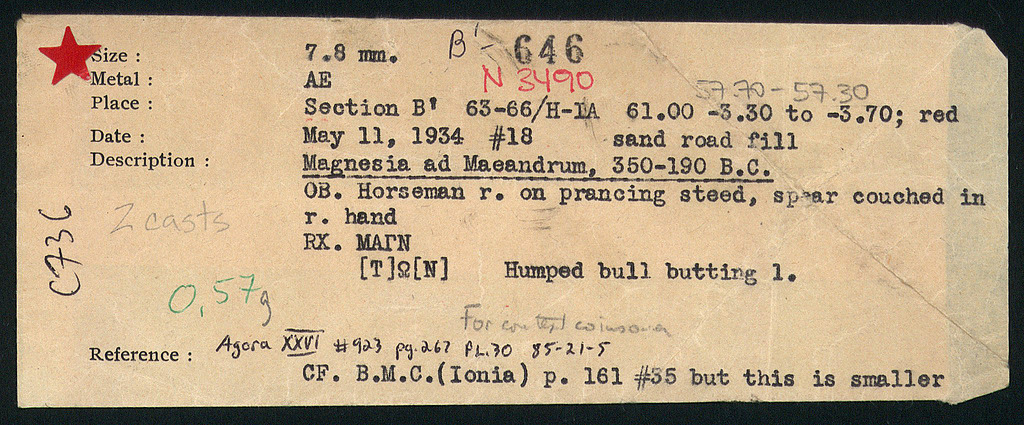 Size : 7.8 mm. B' - 646
Metal : AE N 3490 57.70 - 57.30
Place : Section B' 63-66/H-IA 61.00 -3.30 to -3.70; red
Date : May 11, 1934 #18 sand road fill
Description : Magnesia ad Maeandrum, 350-190 B.C.
OB. Horseman r. on prancing steed, spear couched in
r. hand
2 casts
RX. ΜΑΓΝ
[Τ]Ω[Ν] Humped bull butting l.
C736
0,57g
For context coins
Reference : Agora XXVI #923 pg.267 PL.30 85-21-5
CF. B.M.C.(Ionia) p. 161 #35 but this is smaller